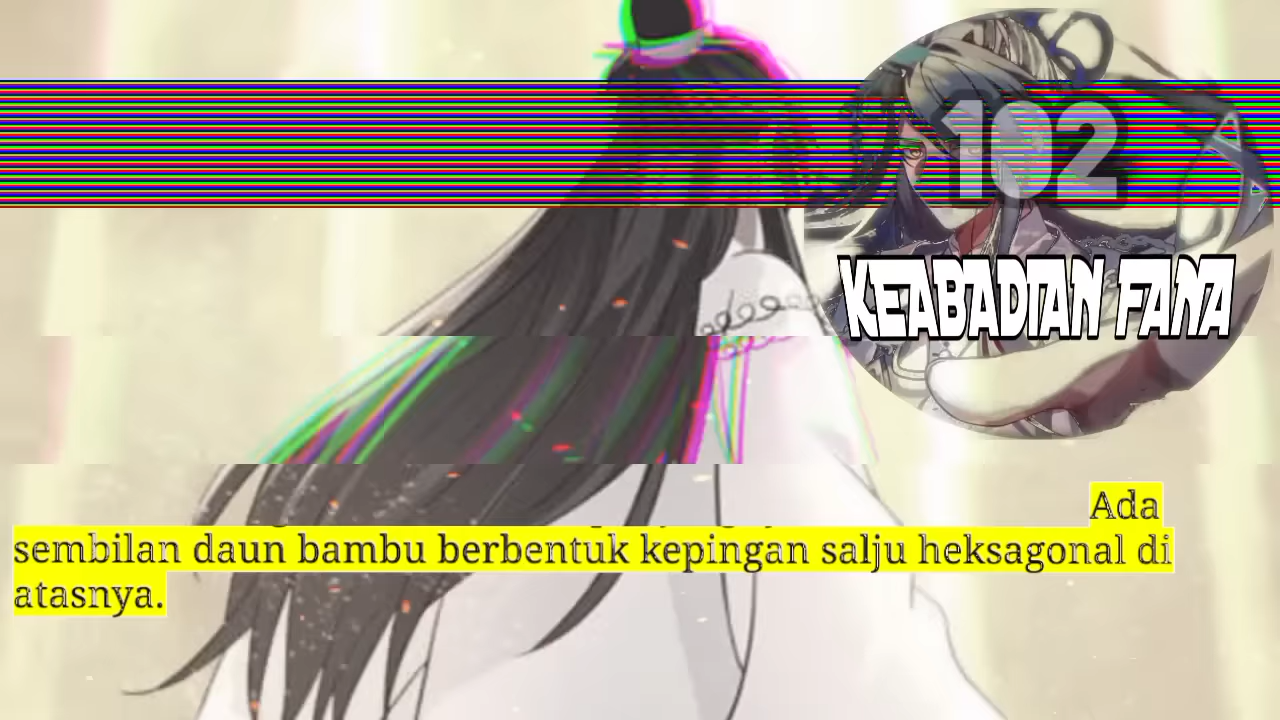 102
KEABADIAN FANA
Ada
sembilan daun bambu berbentuk kepingan salju heksagonal di
atasnya.